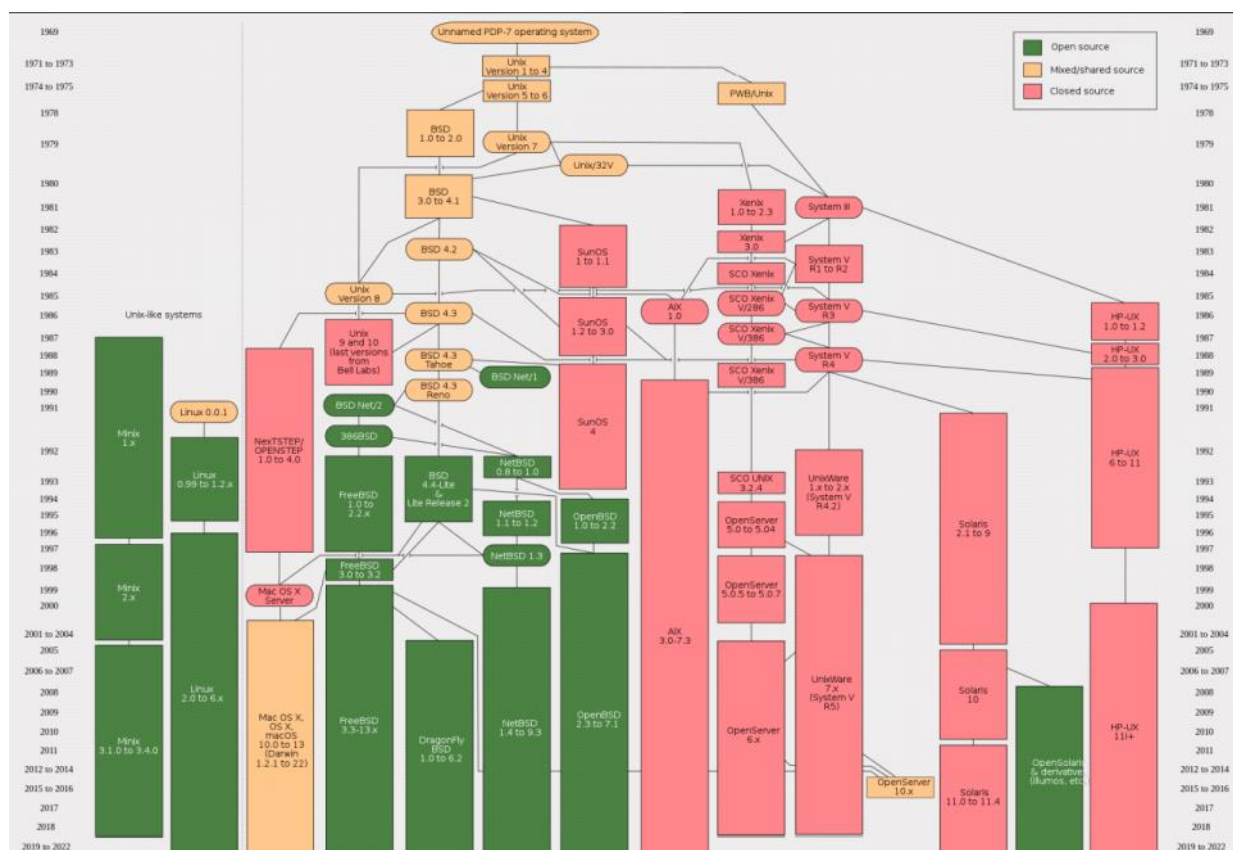 1969
1971 to 1973
1974 to 1975
1978
1979
1980
1981
1982
1983
1984
1985
1986
1987
1988
1989
1990
1991
1992
1993
1994
1995
1996
1997
1998
1999
2000
2001 to 2004
2005
2006 to 2007
2008
2009
2010
2011
2012 to 2014
2015 to 2016
2017
2018
2019 to 2022
Unix-like systems
Minix
1.x
Minix
2.x
Minix
3.1.0 to 3.4.0
Linux 0.0.1
Linux
0.99 to 1.2.x
Linux
2.0 to 6.x
NexTSTEP/
OPENSTEP
1.0 to 4.0
Mac OS X
Server
Mac OS X,
OS X,
macOS
10.0 to 13
(Darwin
1.2.1 to 22)
Unix
Version 8
Unix
9 and 10
(last versions
from
Bell Labs)
BSD Net/2
386BSD
FreeBSD
1.0 to
2.2.x
FreeBSD
3.0 to 3.2
FreeBSD
3.3-13.x
Unnamed PDP-7 operating system
Unix
Version 1 to 4
Unix
Version 5 to 6
BSD
1.0 to 2.0
Unix
Version 7
Unix/32V
BSD
3.0 to 4.1
BSD 4.2
BSD 4.3
BSD 4.3
Tahoe
BSD 4.3
Reno
BSD Net/1
BSD
4.4-Lite
&
Lite Release 2
DragonFly
BSD
1.0 to 6.2
NetBSD
0.8 to 1.0
NetBSD
1.1 to 1.2
NetBSD 1.3
NetBSD
1.4 to 9.3
SunOS
1 to 1.1
SunOS
1.2 to 3.0
SunOS
4
OpenBSD
1.0 to 2.2
OpenBSD
2.3 to 7.1
AIX
1.0
AIX
3.0-7.3
PWB/Unix
Xenix
1.0 to 2.3
Xenix
3.0
SCO Xenix
SCO Xenix
V/286
SCO Xenix
V/386
SCO Xenix
V/386
SCO UNIX
3.2.4
OpenServer
5.0 to 5.04
OpenServer
5.0.5 to 5.0.7
OpenServer
6.x
System III
System V
R1 to R2
System V
R3
System V
R4
UnixWare
1.x to 2.x
(System V
R4.2)
UnixWare
7.x
(System V
R5)
OpenServer
10.x
Solaris
2.1 to 9
Solaris
10
Solaris
11.0 to 11.4
OpenSolaris
& derivatives
(illumos, etc.)
HP-UX
1.0 to 1.2
HP-UX
2.0 to 3.0
HP-UX
6 to 11
HP-UX
11i+
Open source
Mixed/shared source
Closed source
1969
1971 to 1973
1974 to 1975
1978
1979
1980
1981
1982
1983
1984
1985
1986
1987
1988
1989
1990
1991
1992
1993
1994
1995
1996
1997
1998
1999
2000
2001 to 2004
2005
2006 to 2007
2008
2009
2010
2011
2012 to 2014
2015 to 2016
2017
2018
2019 to 2022